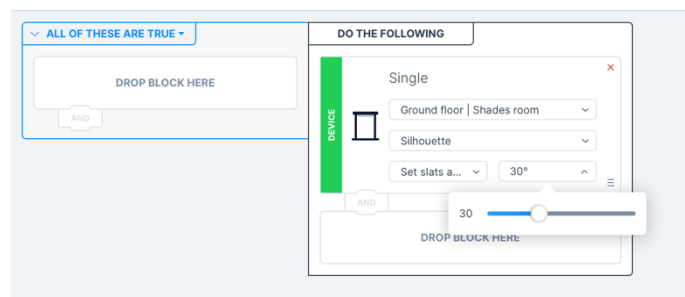 ALL OF THESE ARE TRUE
DROP BLOCK HERE
AND
DO THE FOLLOWING
DEVICE
Single
Ground floor | Shades room
Silhouette
Set slats a...
30°
AND
30
DROP BLOCK HERE